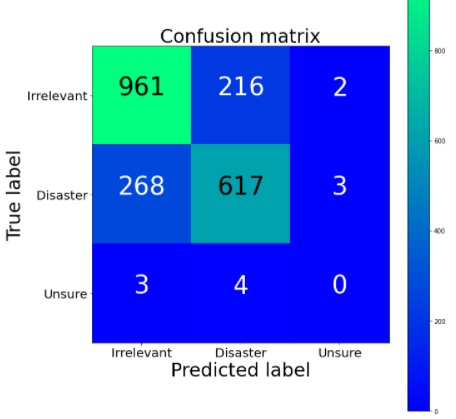 Confusion matrix
800
600
400
200
0
True label
Irrelevant 961 216 2
Disaster 268 617 3
Unsure 3 4 0
Irrelevant Disaster Unsure
Predicted label